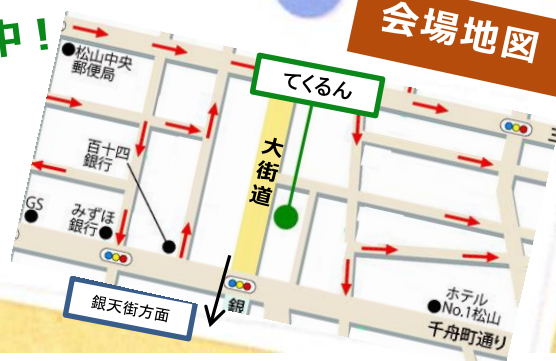 中！
会場地図
松山中央
郵便局
てくるん
百十四
銀行
大街道
GS
みずほ
銀行
銀天街方面
銀
ホテル
No.1松山
千舟町通り